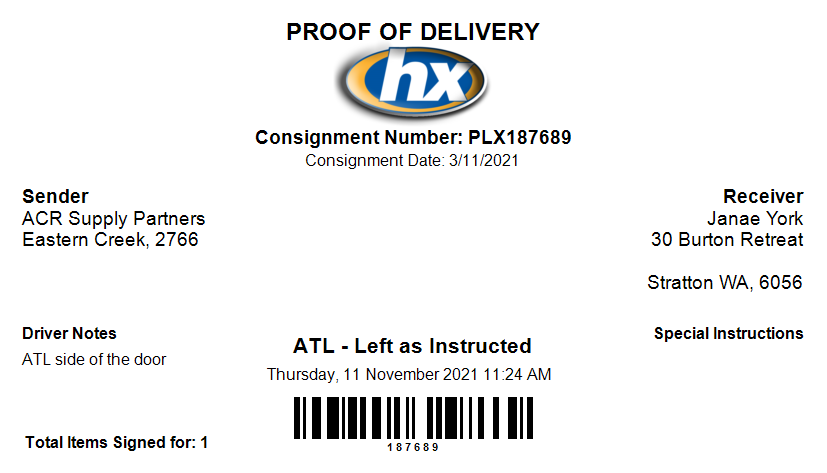 PROOF OF DELIVERY
hx
Consignment Number: PLX187689
Consignment Date: 3/11/2021
Sender
ACR Supply Partners
Eastern Creek, 2766
Receiver
Janae York
30 Burton Retreat
Stratton WA, 6056
Driver Notes
ATL side of the door
ATL - Left as Instructed
Thursday, 11 November 2021 11:24 AM
Special Instructions
187689
Total Items Signed for: 1